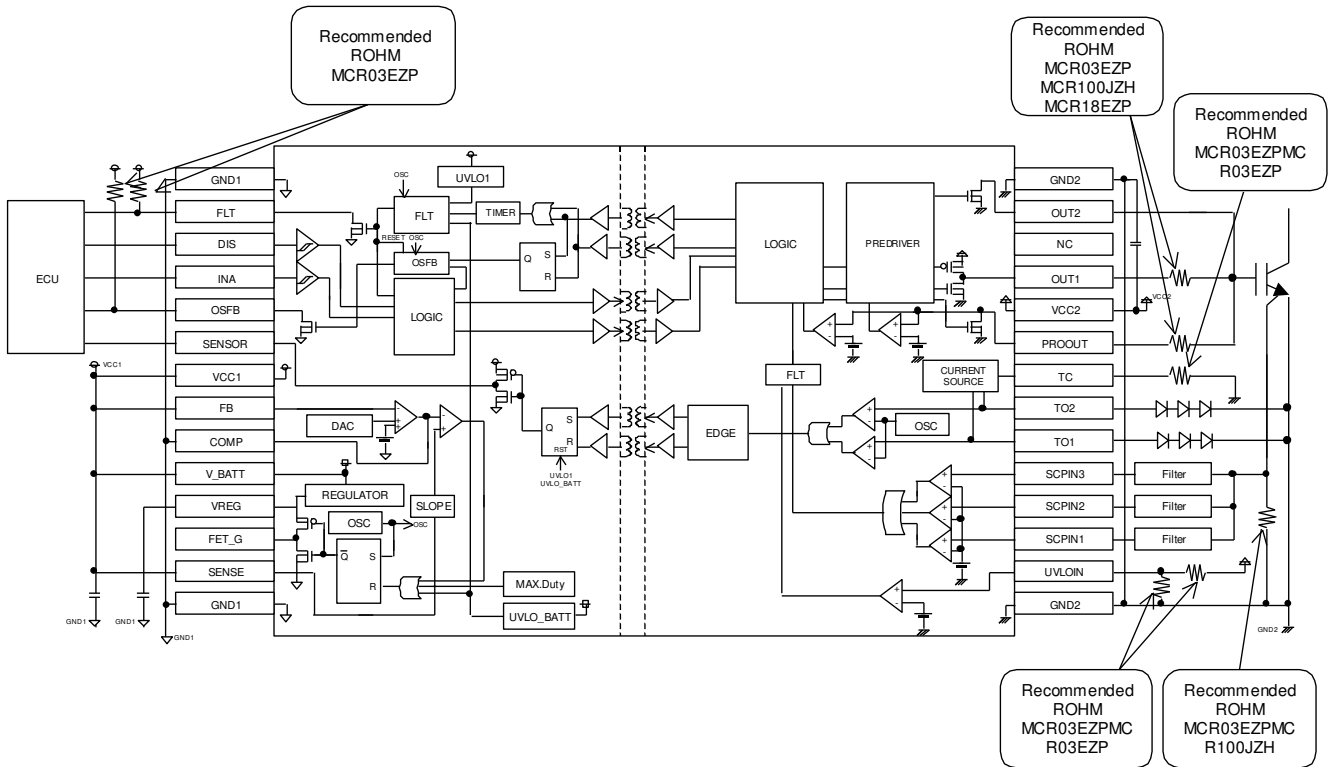 Recommended
ROHM
MCR03EZP
Recommended
ROHM
MCR03EZP
MCR100JZH
MCR18EZP
Recommended
ROHM
MCR03EZPMC
R03EZP
ECU
GND1
FLT
DIS
INA
OSFB
SENSOR
VCC1
VCC1
FB
COMP
V_BATT
VREG
FET_G
SENSE
GND1
GND1
GND1
GND1
OSC
UVLO1
FLT
TIMER
RESET
OSC
OSFB
LOGIC
Q
S
R
DAC
-
+
+
-
+
REGULATOR
OSC
OSC
SLOPE
Q
S
R
MAX.Duty
UVLO_BATT
Q
S
R
RST
UVLO1
UVLO_BATT
LOGIC
PREDRIVER
+
-
+
-
FLT
CURRENT
SOURCE
EDGE
+
-
-
+
OSC
+
-
-
+
-
+
+
-
GND2
OUT2
NC
OUT1
VCC2
VCC2
PROOUT
TC
TO2
TO1
SCPIN3
Filter
SCPIN2
Filter
SCPIN1
Filter
UVLOIN
GND2
GND2
Recommended
ROHM
MCR03EZPMC
R03EZP
Recommended
ROHM
MCR03EZPMC
R100JZH